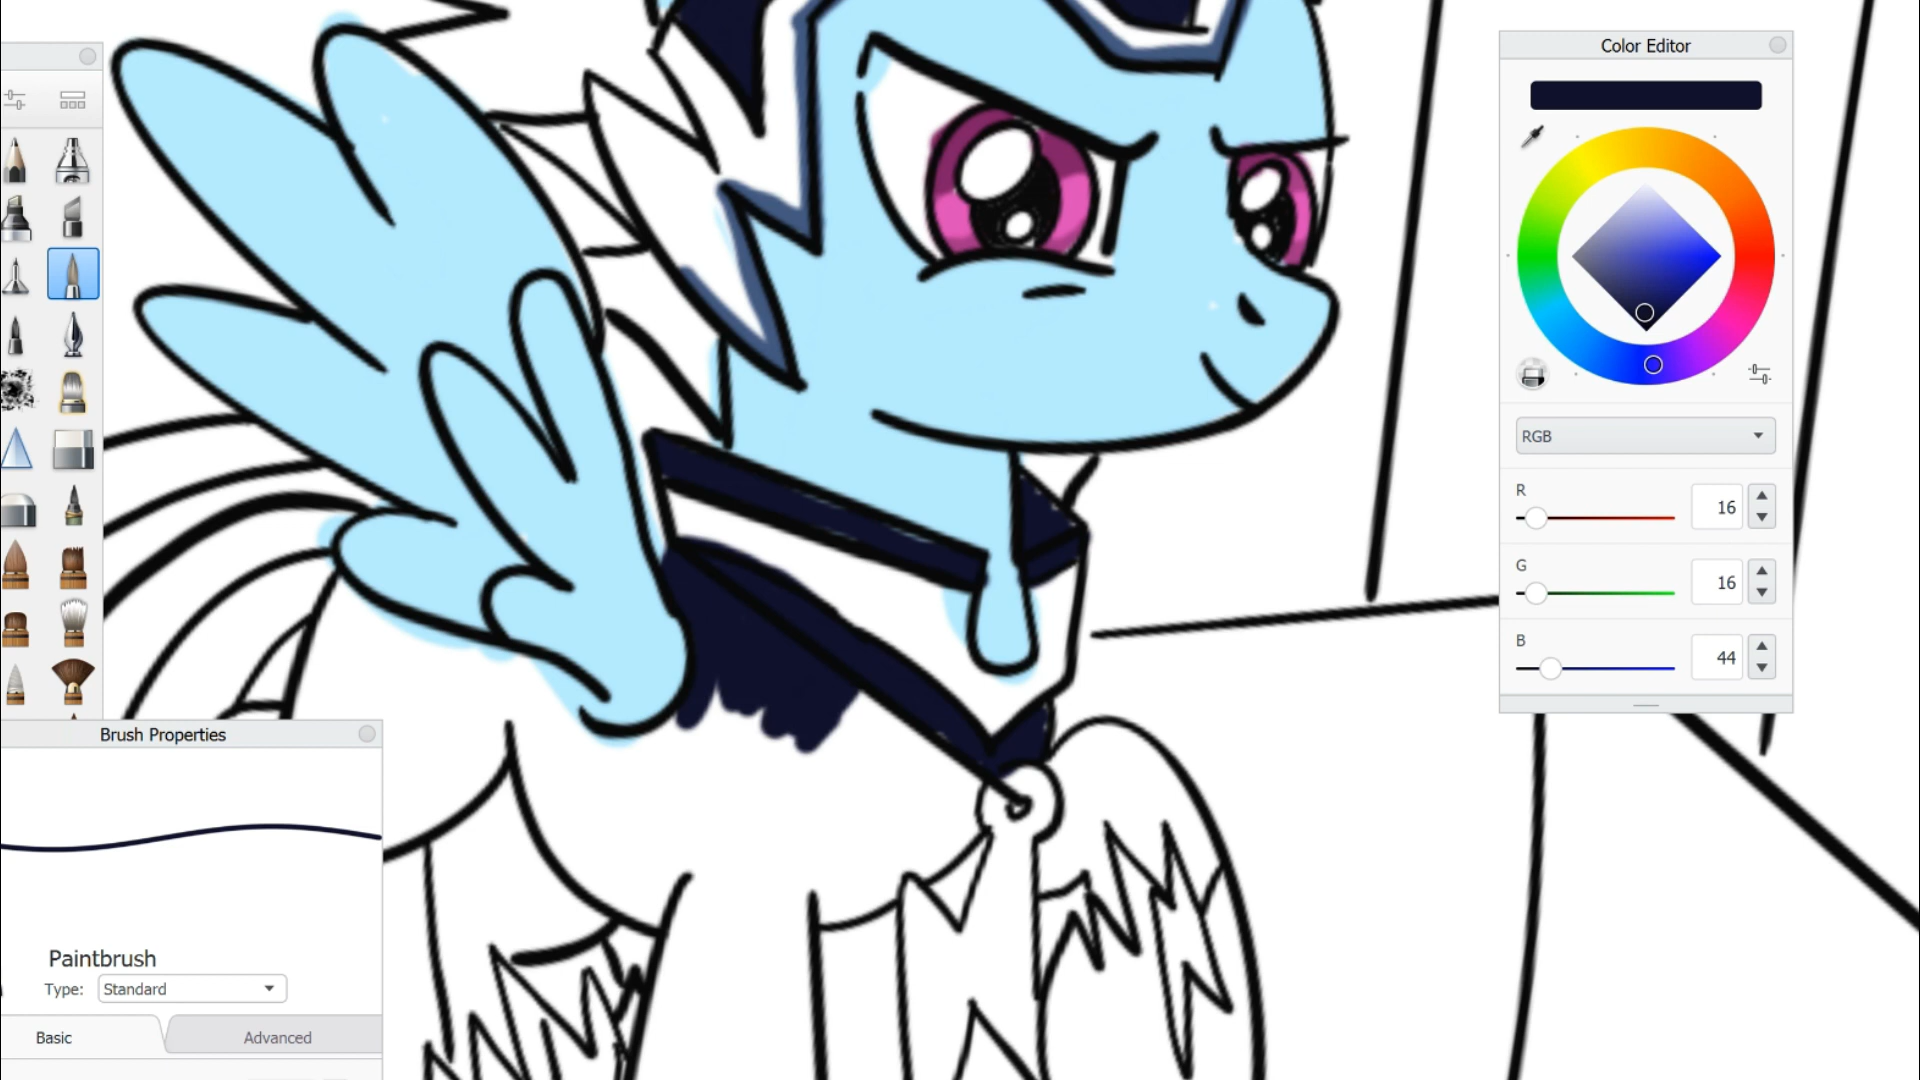 Color Editor
RGB
R
16
G
16
B
44
Brush Properties
Paintbrush
Type: Standard
Basic
Advanced